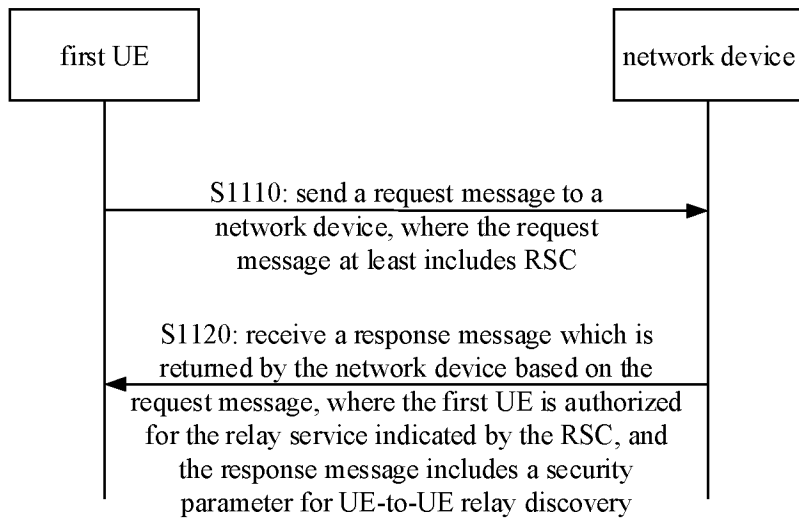 first UE
network device
S1110: send a request message to a
network device, where the request
message at least includes RSC
S1120: receive a response message which is
returned by the network device based on the
request message, where the first UE is authorized
for the relay service indicated by the RSC, and
the response message includes a security
parameter for UE-to-UE relay discovery